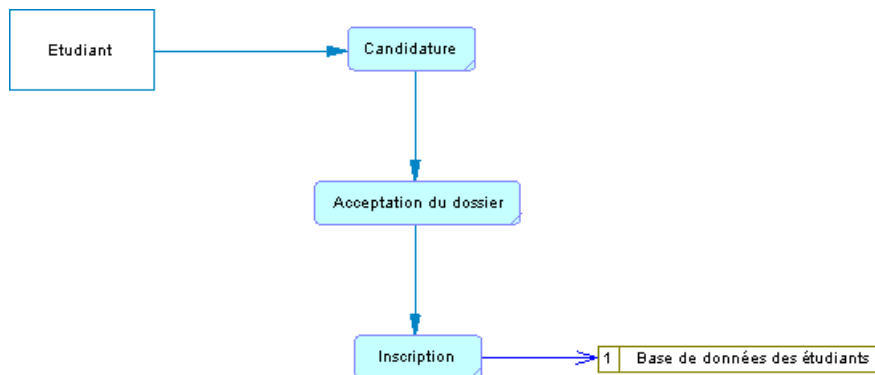 Etudiant
Candidature
Acceptation du dossier
Inscription
1 Base de données des étudiants